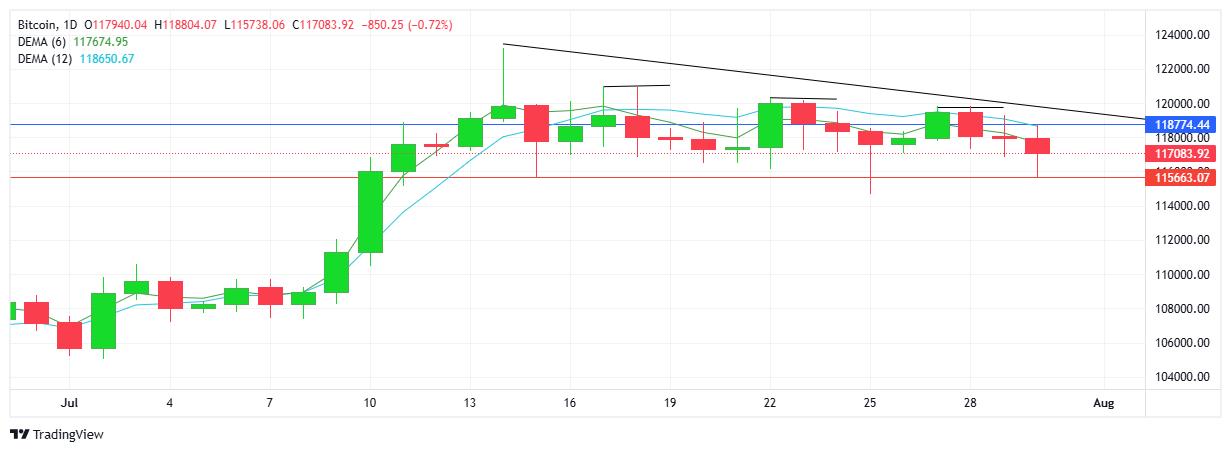 Bitcoin, 1D O117940.04 H118804.07 L115738.06 C117083.92 −850.25 (−0.72%)
DEMA (6) 117674.95
DEMA (12) 118650.67
124000.00
122000.00
120000.00
118774.44
118000.00
117083.92
115663.07
114000.00
112000.00
110000.00
108000.00
106000.00
104000.00
Jul 4 7 10 13 16 19 22 25 28 Aug
TradingView